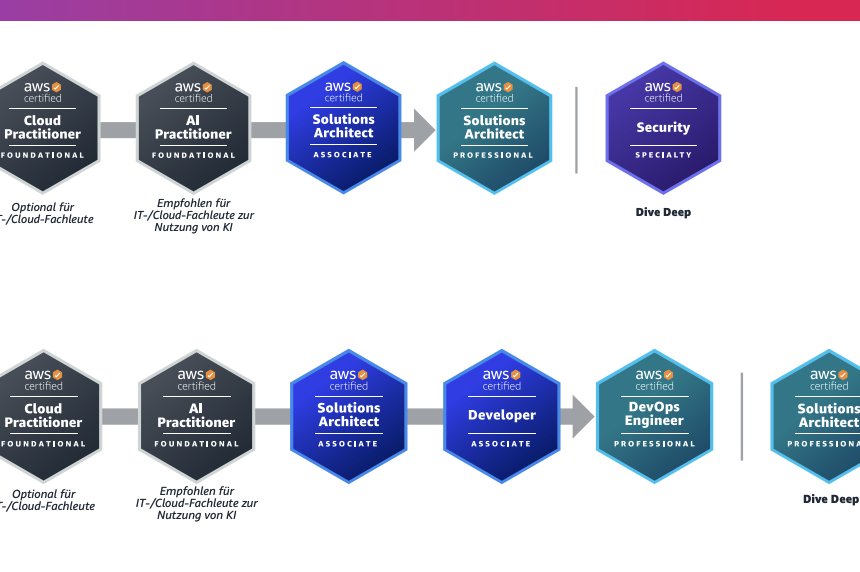 aws
certified
Cloud
Practitioner
FOUNDATIONAL
Optional für
-/Cloud-Fachleute
aws
certified
AI
Practitioner
FOUNDATIONAL
Empfohlen für
IT-/Cloud-Fachleute zur
Nutzung von KI
aws
certified
Solutions
Architect
ASSOCIATE
aws
certified
Solutions
Architect
PROFESSIONAL
aws
certified
Security
SPECIALTY
Dive Deep
aws
certified
Cloud
Practitioner
FOUNDATIONAL
Optional für
-/Cloud-Fachleute
aws
certified
AI
Practitioner
FOUNDATIONAL
Empfohlen für
IT-/Cloud-Fachleute zur
Nutzung von KI
aws
certified
Solutions
Architect
ASSOCIATE
aws
certified
Developer
ASSOCIATE
aws
certified
DevOps
Engineer
PROFESSIONAL
aws
certified
Solutions
Architect
PROFESSIONA
Dive Deep